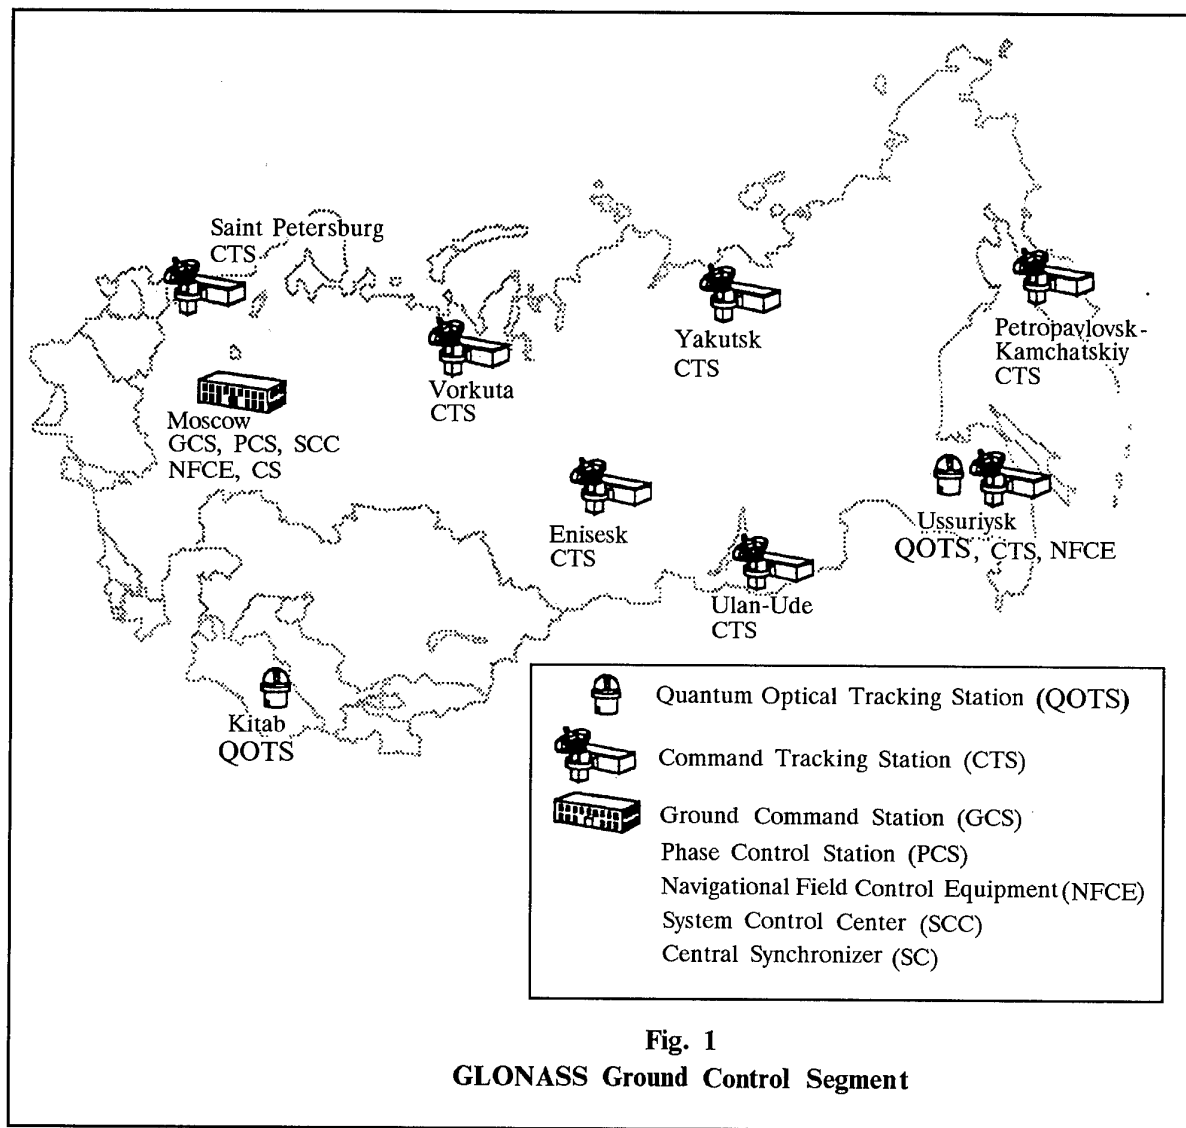 Saint Petersburg
CTS
Yakutsk
CTS
Petropavlovsk-
Kamchatskiy
CTS
Vorkuta
CTS
Moscow
GCS, PCS, SCC
NFCE, CS
Enisesk
CTS
Ussuriysk
QOTS, CTS, NFCE
Ulan-Ude
CTS
Kitab
QOTS
Quantum Optical Tracking Station (QOTS)
Command Tracking Station (CTS)
Ground Command Station (GCS)
Phase Control Station (PCS)
Navigational Field Control Equipment (NFCE)
System Control Center (SCC)
Central Synchronizer (SC)
Fig. 1
GLONASS Ground Control Segment